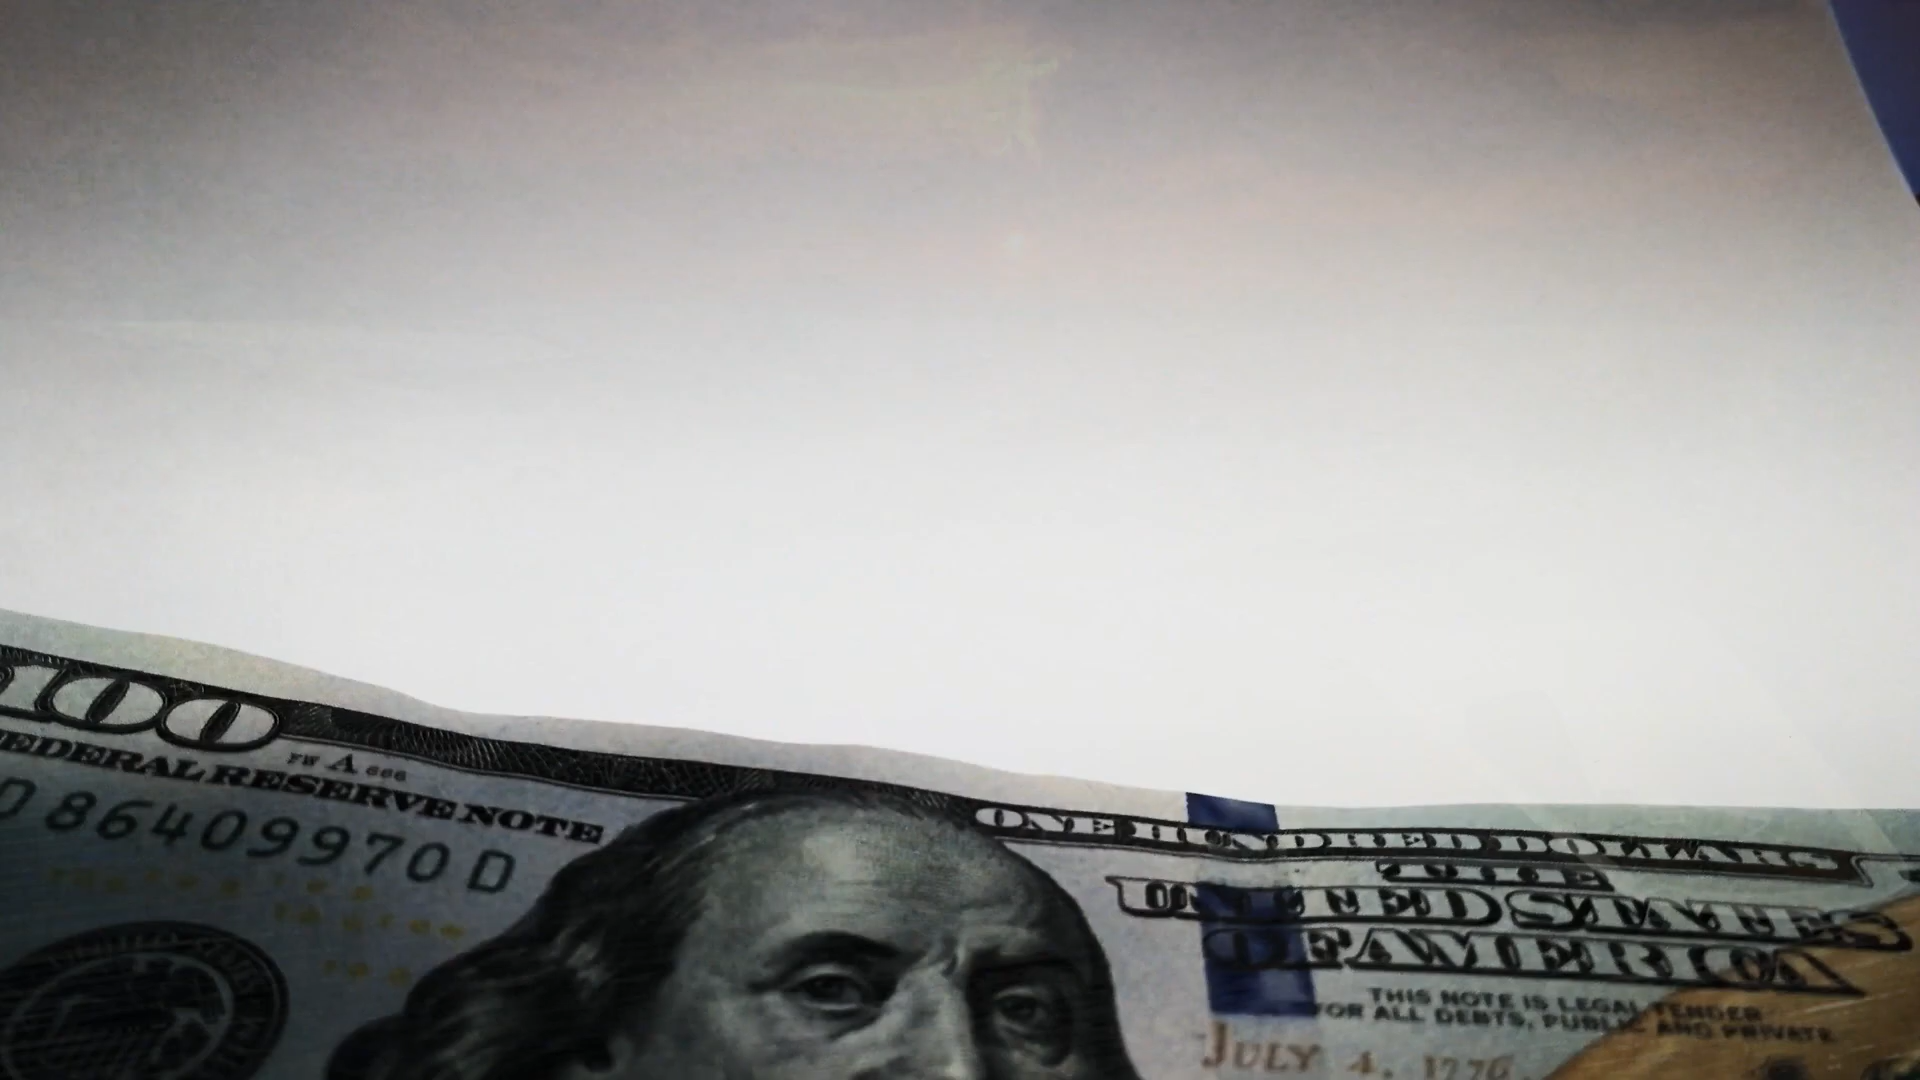 100
FEDERAL RESERVE NOTE
FW A 666
D 86409970 D
ONE HUNDRED DOLLARS
THE
UNITED STATES
OF AMERICA
THIS NOTE IS LEGAL TENDER
FOR ALL DEBTS, PUBLIC AND PRIVATE
JULY 4, 1776